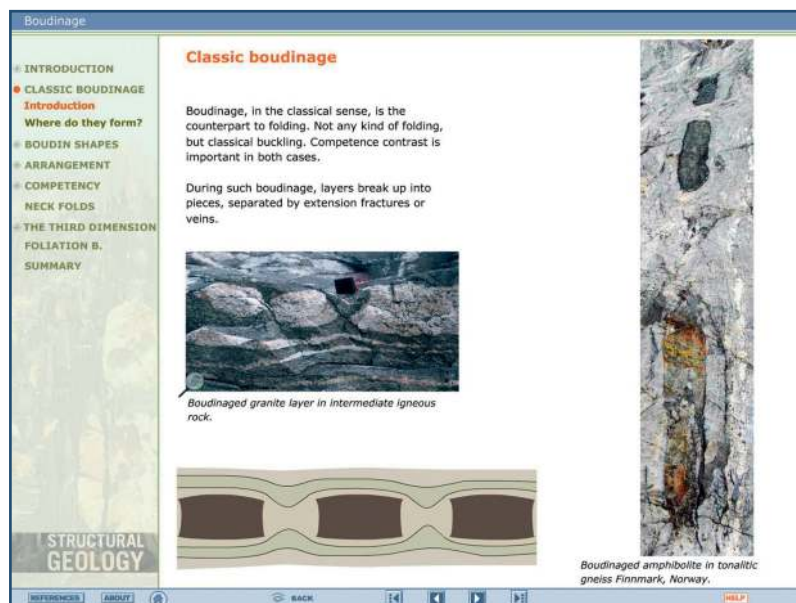 Boudinage
INTRODUCTION
CLASSIC BOUDINAGE
Introduction
Where do they form?
BOUDIN SHAPES
ARRANGEMENT
COMPETENCY
NECK FOLDS
THE THIRD DIMENSION
FOLIATION B.
SUMMARY
STRUCTURAL
GEOLOGY
Classic boudinage
Boudinage, in the classical sense, is the
counterpart to folding. Not any kind of folding,
but classical buckling. Competence contrast is
important in both cases.
During such boudinage, layers break up into
pieces, separated by extension fractures or
veins.
Boudinaged granite layer in intermediate igneous
rock.
Boudinaged amphibolite in tonalitic
gneiss Finnmark, Norway.
REFERENCES
ABOUT
BACK
HELP